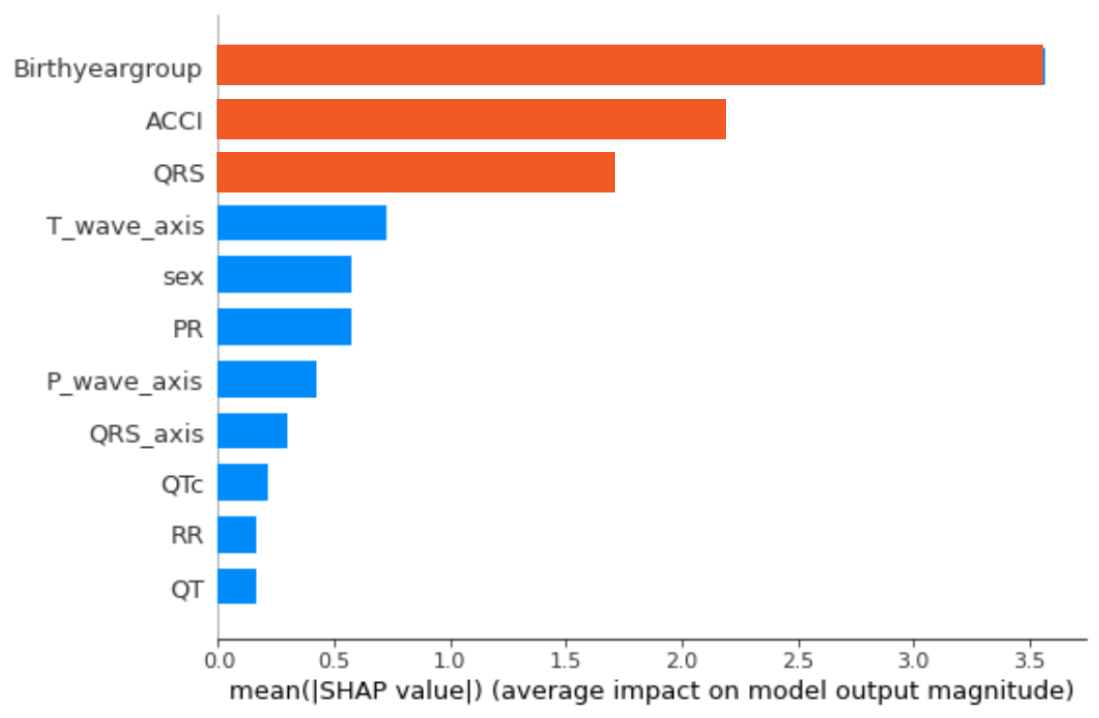 Birthyeargroup
ACCI
QRS
T_wave_axis
sex
PR
P_wave_axis
QRS_axis
QTc
RR
QT
0.0 0.5 1.0 1.5 2.0 2.5 3.0 3.5
mean(|SHAP value|) (average impact on model output magnitude)